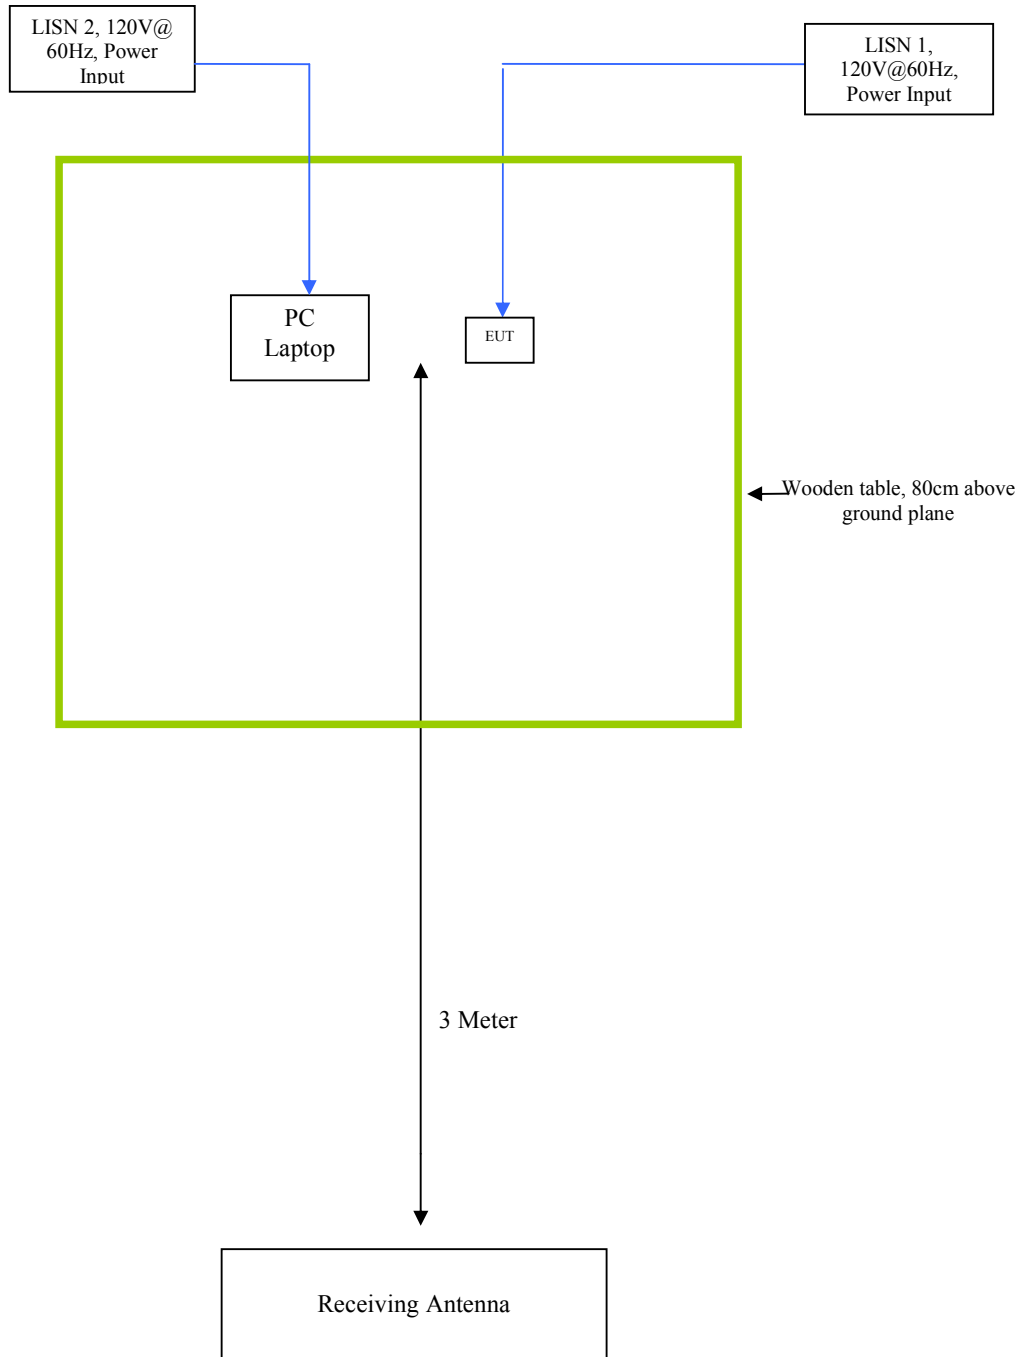 LISN 2, 120V@
60Hz, Power
Input
LISN 1,
120V@60Hz,
Power Input
PC
Laptop
EUT
Wooden table, 80cm above
ground plane
3 Meter
Receiving Antenna